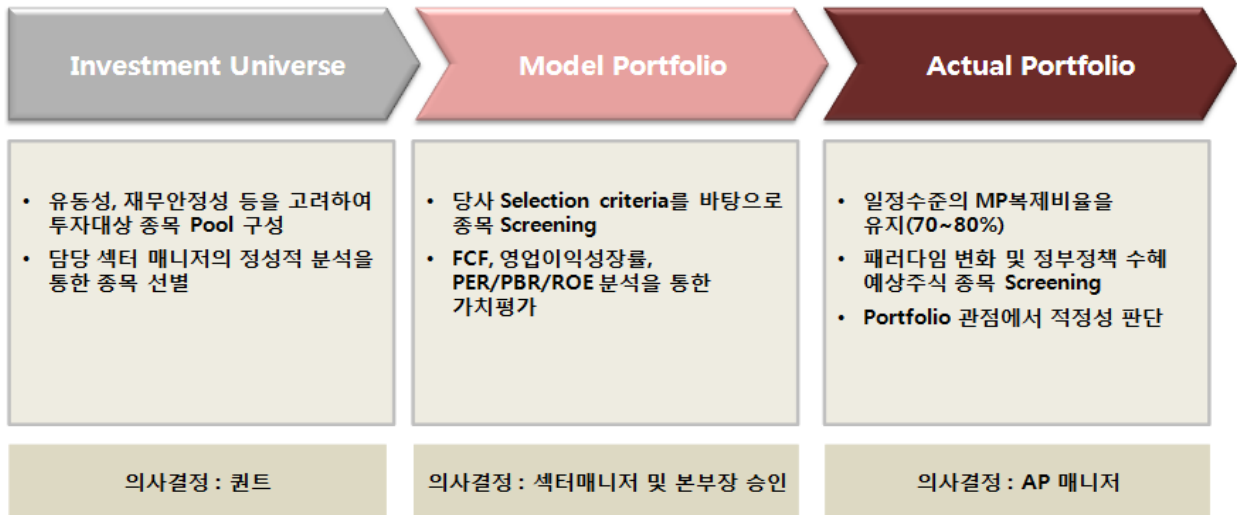 Investment Universe
Model Portfolio
Actual Portfolio
• 유동성, 재무안정성 등을 고려하여
투자대상 종목 Pool 구성
• 담당 섹터 매니저의 정성적 분석을
통한 종목 선별
• 당사 Selection criteria를 바탕으로
종목 Screening
• FCF, 영업이익성장률,
PER/PBR/ROE 분석을 통한
가치평가
• 일정수준의 MP복제비율을
유지(70~80%)
• 패러다임 변화 및 정부정책 수혜
예상주식 종목 Screening
• Portfolio 관점에서 적정성 판단
의사결정 : 퀀트
의사결정 : 섹터매니저 및 본부장 승인
의사결정 : AP 매니저